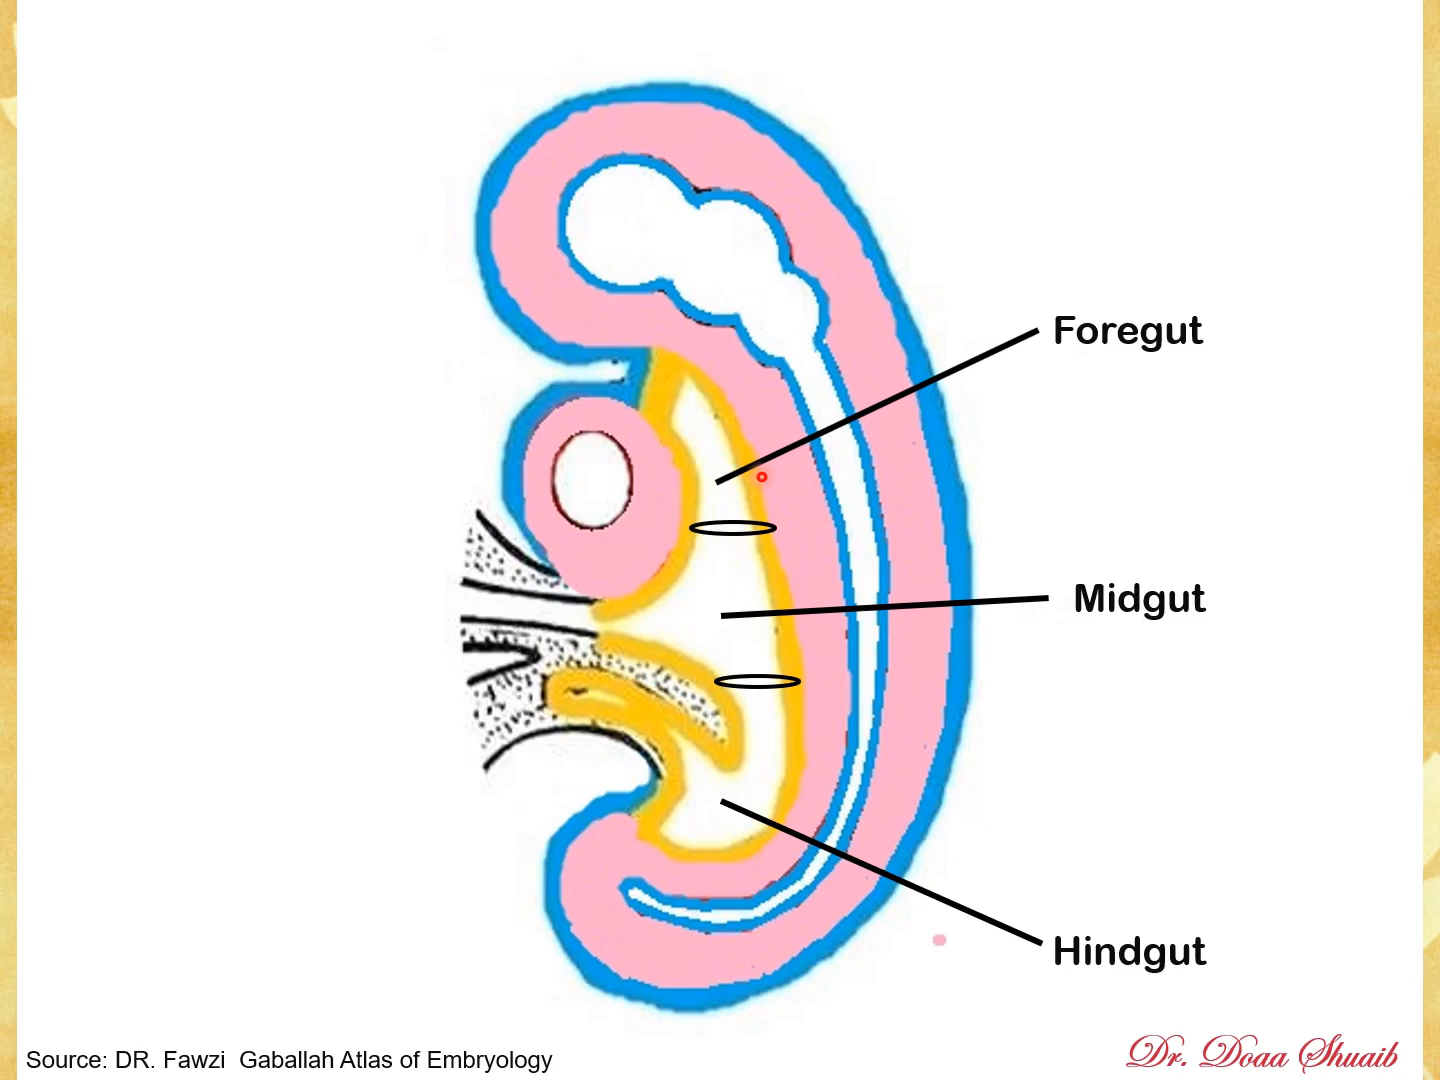 Foregut
Midgut
Hindgut
Source: DR. Fawzi  Gaballah Atlas of Embryology
Dr. Doaa Shuaib